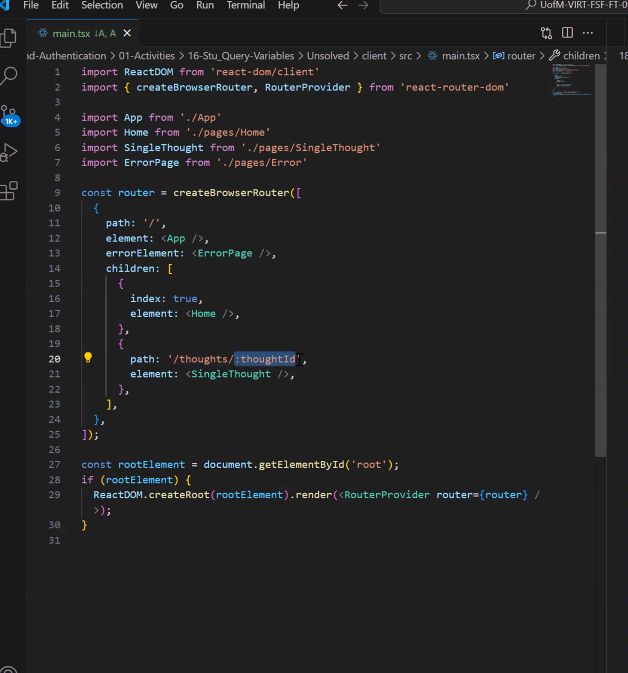 File Edit Selection View Go Run Terminal Help UofM-VIRT-FSF-FT-0
main.tsx ↓A, A
nd-Authentication > 01-Activities > 16-Stu_Query-Variables > Unsolved > client > src > main.tsx > router > children > 18
1K+
1 import ReactDOM from 'react-dom/client'
2 import { createBrowserRouter, RouterProvider } from 'react-router-dom'
3
4 import App from './App'
5 import Home from './pages/Home'
6 import SingleThought from './pages/SingleThought'
7 import ErrorPage from './pages/Error'
8
9 const router = createBrowserRouter([
10 {
11 path: '/',
12 element: <App />,
13 errorElement: <ErrorPage />,
14 children: [
15 {
16 index: true,
17 element: <Home />,
18 },
19 {
20 path: '/thoughts/:thoughtId',
21 element: <SingleThought />,
22 },
23 ],
24 },
25 ]);
26
27 const rootElement = document.getElementById('root');
28 if (rootElement) {
29 ReactDOM.createRoot(rootElement).render(<RouterProvider router={router} /
>);
30 }
31